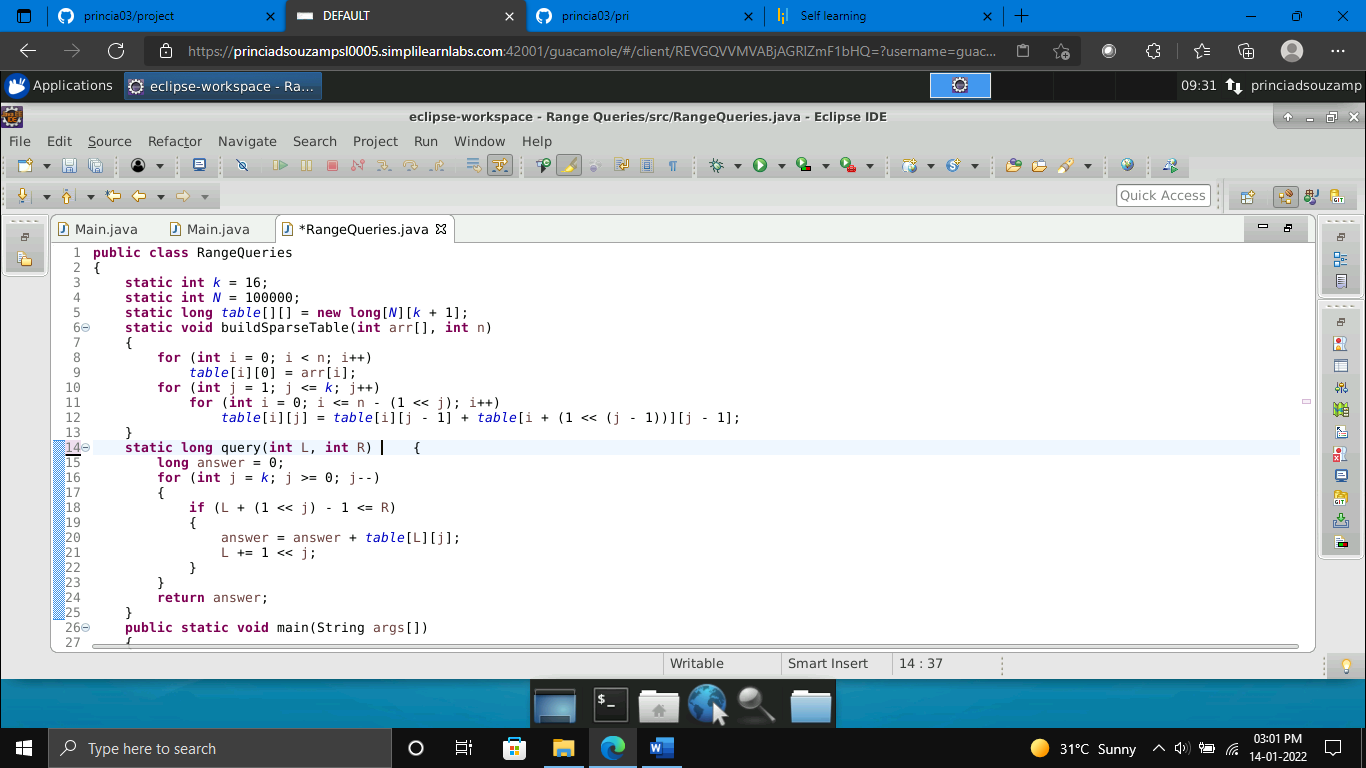 princia03/project
DEFAULT
princia03/pri
Self learning
https://princiadsouzampsl0005.simplilearnlabs.com:42001/guacamole/#/client/REVGQVVMVABjAGRlZmF1bHQ=?username=guac...
Applications
eclipse-workspace - Ra...
09:31
princiadsouzamp
eclipse-workspace - Range Queries/src/RangeQueries.java - Eclipse IDE
File Edit Source Refactor Navigate Search Project Run Window Help
Quick Access
Main.java
Main.java
*RangeQueries.java
1 public class RangeQueries
2 {
3     static int k = 16;
4     static int N = 100000;
5     static long table[][] = new long[N][k + 1];
6     static void buildSparseTable(int arr[], int n)
7     {
8         for (int i = 0; i < n; i++)
9             table[i][0] = arr[i];
10         for (int j = 1; j <= k; j++)
11             for (int i = 0; i <= n - (1 << j); i++)
12                 table[i][j] = table[i][j - 1] + table[i + (1 << (j - 1))][j - 1];
13     }
14     static long query(int L, int R)     {
15         long answer = 0;
16         for (int j = k; j >= 0; j--)
17         {
18             if (L + (1 << j) - 1 <= R)
19             {
20                 answer = answer + table[L][j];
21                 L += 1 << j;
22             }
23         }
24         return answer;
25     }
26     public static void main(String args[])
27     {
Writable
Smart Insert
14 : 37
Type here to search
31°C Sunny
03:01 PM
14-01-2022